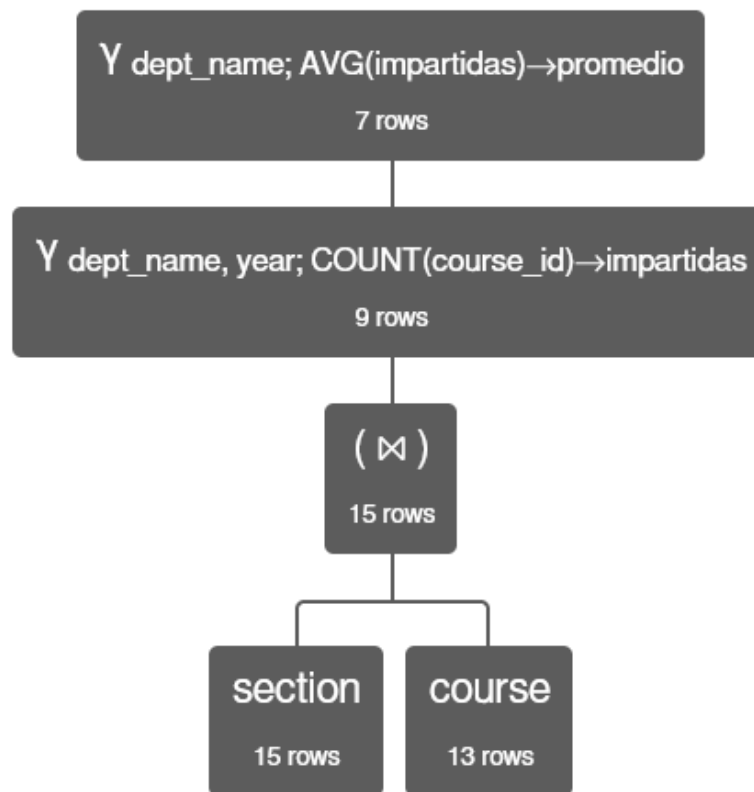 γ dept_name; AVG(impartidas)→promedio
7 rows
γ dept_name, year; COUNT(course_id)→impartidas
9 rows
( ⋈ )
15 rows
section course
15 rows 13 rows